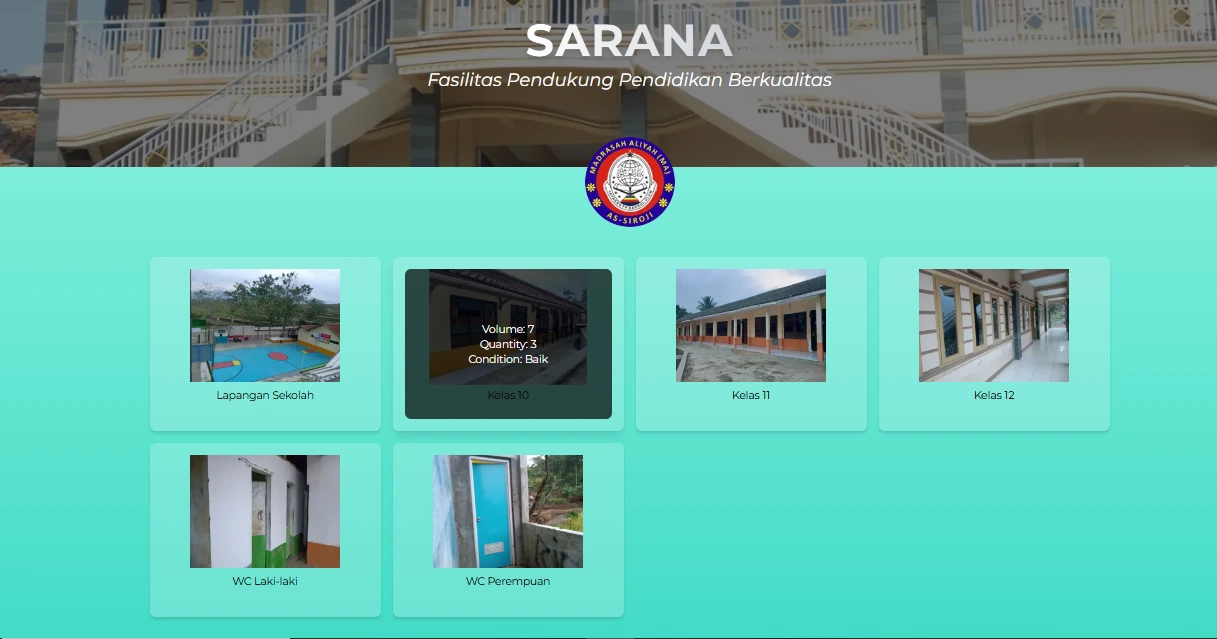 SARANA
Fasilitas Pendukung Pendidikan Berkualitas
MADRASAH ALIYAH (MA)
AS-SIROJI
Lapangan Sekolah
Volume: 7
Quantity: 3
Condition: Baik
Kelas 10
Kelas 11
Kelas 12
WC Laki-laki
WC Perempuan